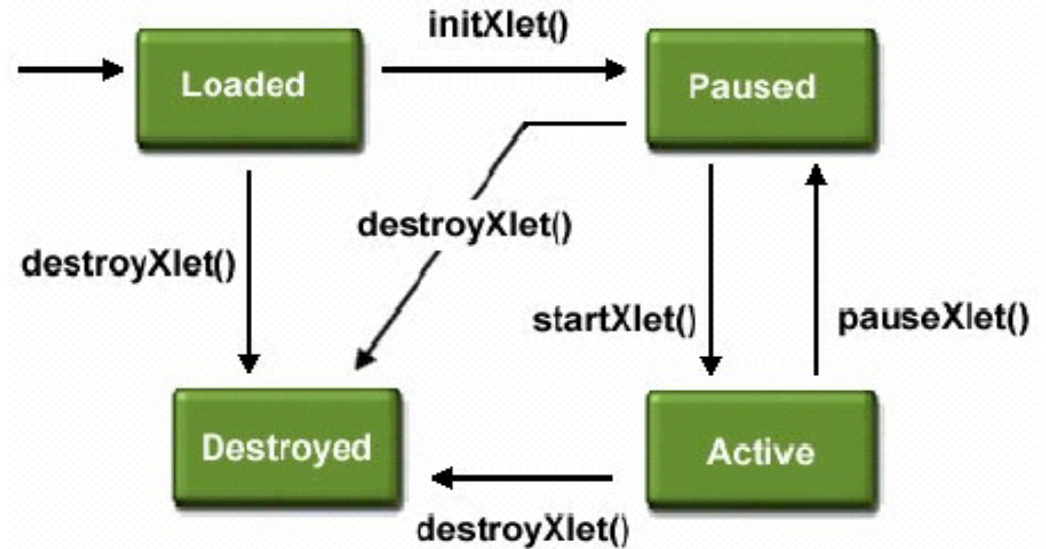 initXlet()
Loaded
Paused
destroyXlet()
destroyXlet()
startXlet()
pauseXlet()
Destroyed
Active
destroyXlet()